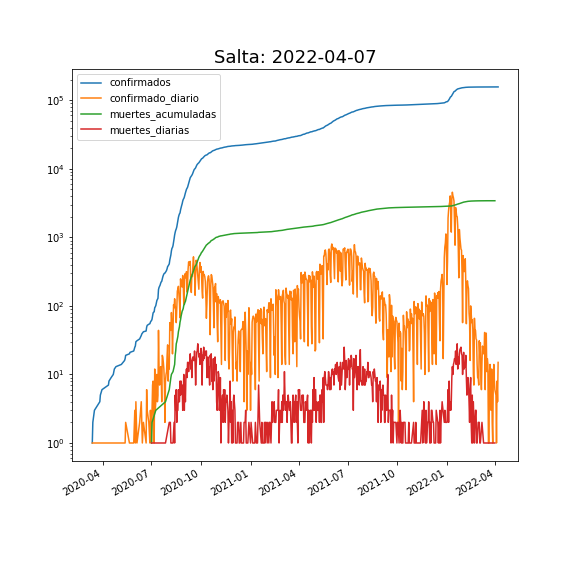 Salta: 2022-04-07
confirmados
confirmado_diario
muertes_acumuladas
muertes_diarias
10⁵
10⁴
10³
10²
10¹
10⁰
2020-04 2020-07 2020-10 2021-01 2021-04 2021-07 2021-10 2022-01 2022-04